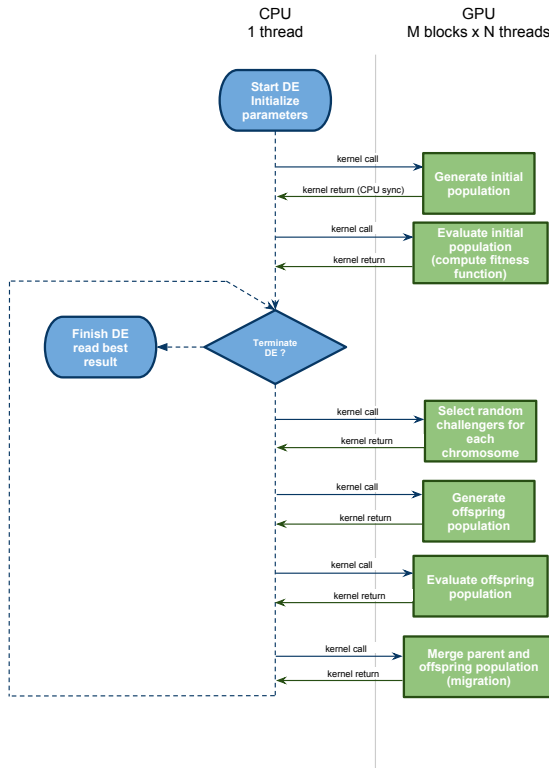 CPU
1 thread
GPU
M blocks x N threads
Start DE
Initialize
parameters
kernel call
Generate initial
population
kernel return (CPU sync)
kernel call
Evaluate initial
population
(compute fitness
function)
kernel return
Finish DE
read best
result
Terminate
DE ?
kernel call
Select random
challengers for
each
chromosome
kernel return
kernel call
Generate
offspring
population
kernel return
kernel call
Evaluate offspring
population
kernel return
kernel call
Merge parent and
offspring population
(migration)
kernel return